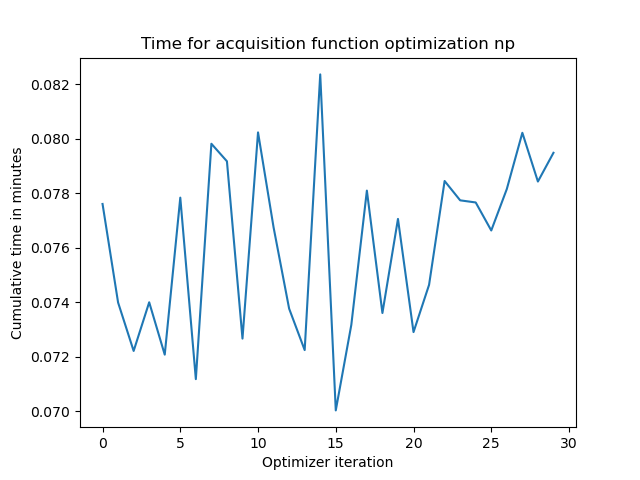 Time for acquisition function optimization np
0.082
0.080
0.078
0.076
0.074
0.072
0.070
Cumulative time in minutes
0 5 10 15 20 25 30
Optimizer iteration